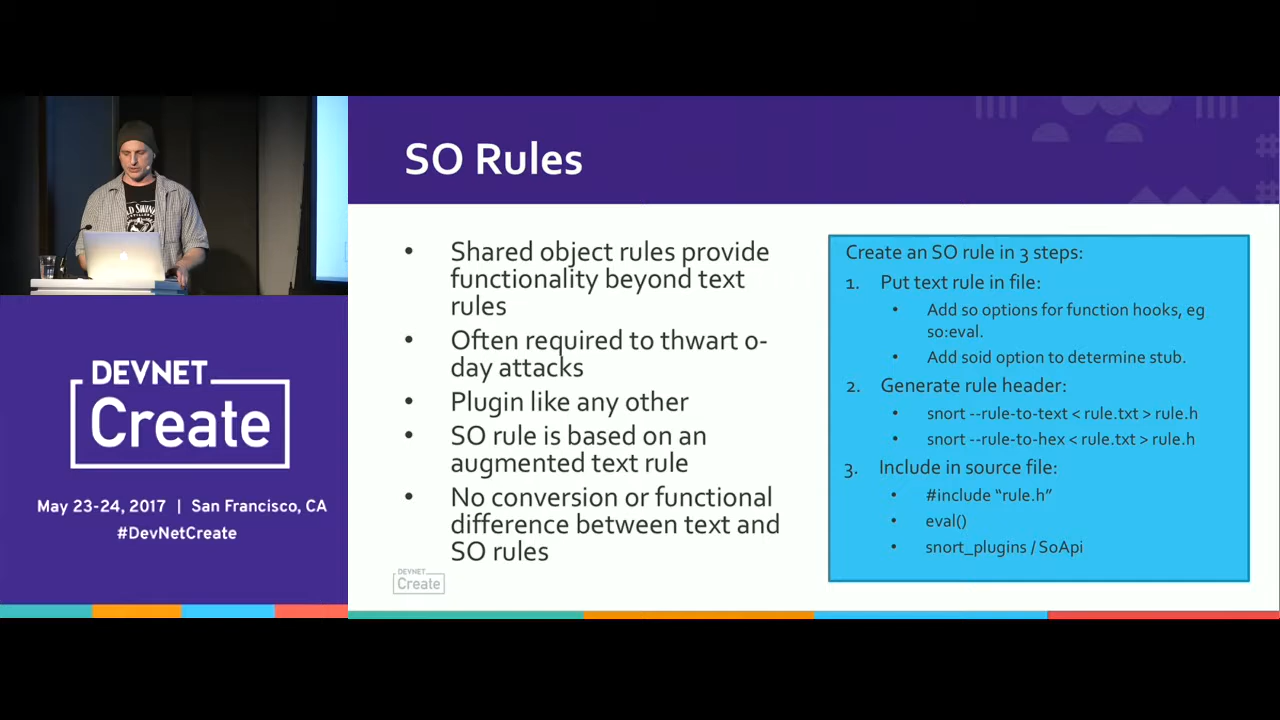 SO Rules
• Shared object rules provide
functionality beyond text
rules
• Often required to thwart 0-
day attacks
• Plugin like any other
• SO rule is based on an
augmented text rule
• No conversion or functional
difference between text and
SO rules
Create an SO rule in 3 steps:
1. Put text rule in file:
• Add so options for function hooks, eg
so:eval.
• Add soid option to determine stub.
2. Generate rule header:
• snort --rule-to-text < rule.txt > rule.h
• snort --rule-to-hex < rule.txt > rule.h
3. Include in source file:
• #include “rule.h”
• eval()
• snort_plugins / SoApi
DEVNET
Create
DEVNET
Create
May 23-24, 2017 | San Francisco, CA
#DevNetCreate